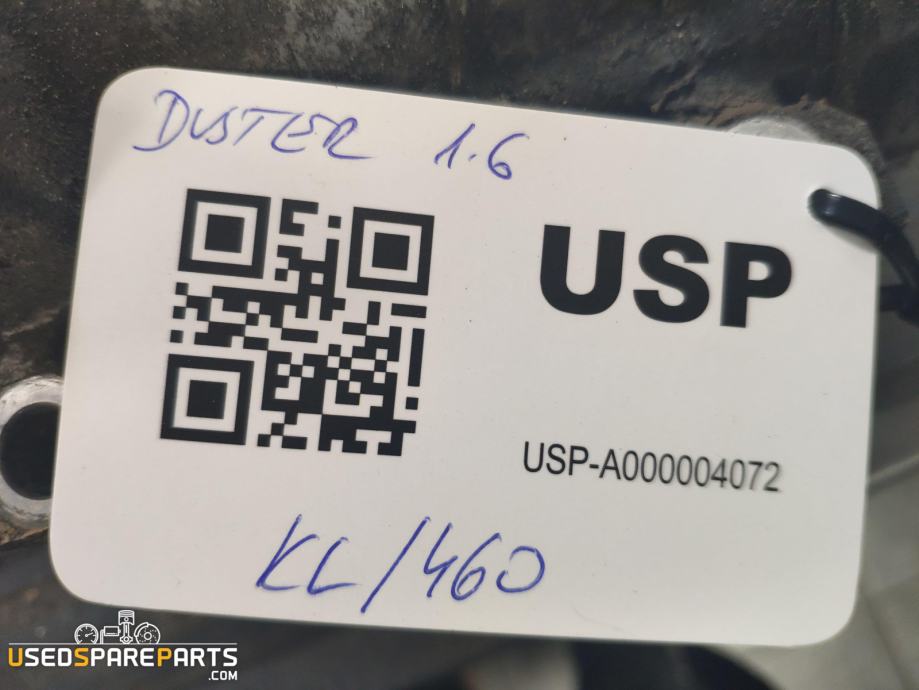 DUSTER 1.6
USP
USP-A000004072
KL/460
USEDSPAREPARTS
.COM